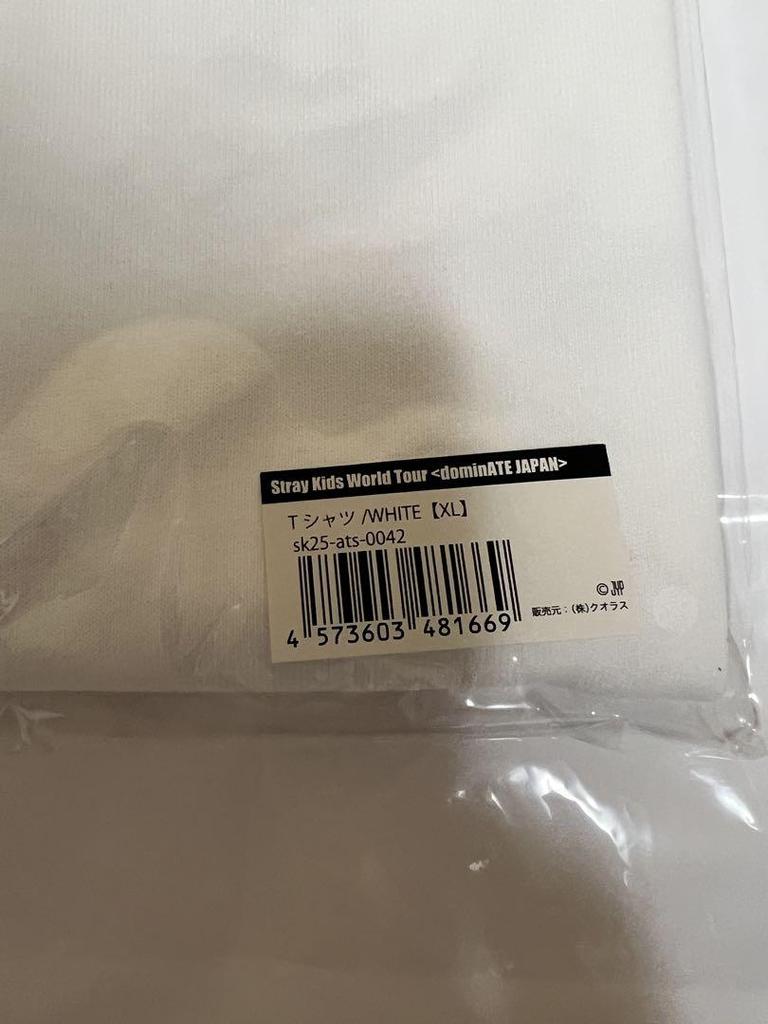 Stray Kids World Tour <dominATE JAPAN>
Tシャツ /WHITE【XL】
sk25-ats-0042
4 573603 481669
© JYP
販売元：(株)クオラス